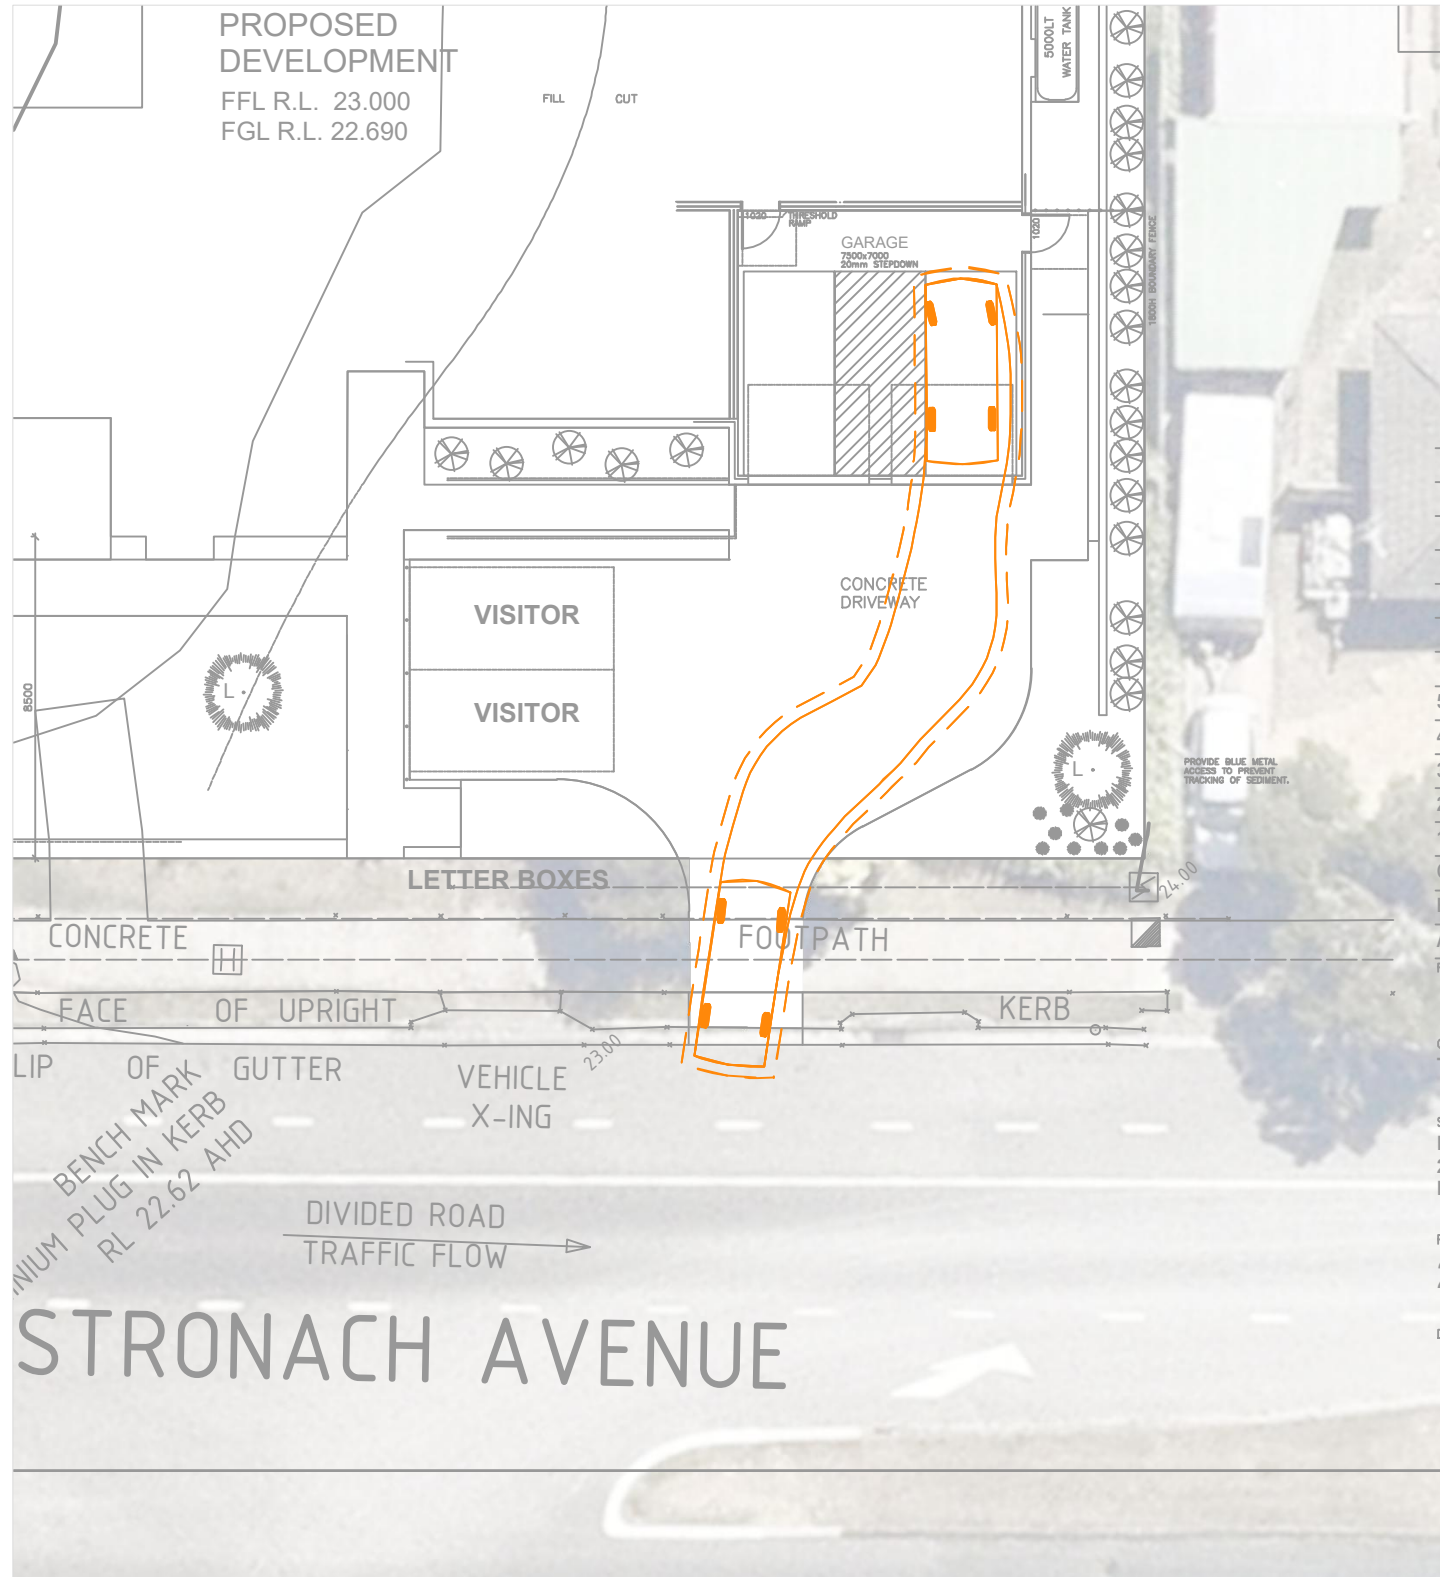 PROPOSED
DEVELOPMENT
FFL R.L. 23.000
FGL R.L. 22.690
FILL
CUT
5000LT
WATER TANK
1020
THRESHOLD
RAMP
1020
GARAGE
7500x7000
20mm STEPDOWN
1800H BOUNDARY FENCE
CONCRETE
DRIVEWAY
VISITOR
VISITOR
8500
L
L
PROVIDE BLUE METAL
ACCESS TO PREVENT
TRACKING OF SEDIMENT.
LETTER BOXES
24.00
CONCRETE
FOOTPATH
H
FACE OF UPRIGHT
KERB
LIP OF GUTTER
23.00
VEHICLE
X-ING
BENCH MARK
NIUM PLUG IN KERB
RL 22.62 AHD
DIVIDED ROAD
TRAFFIC FLOW
STRONACH AVENUE